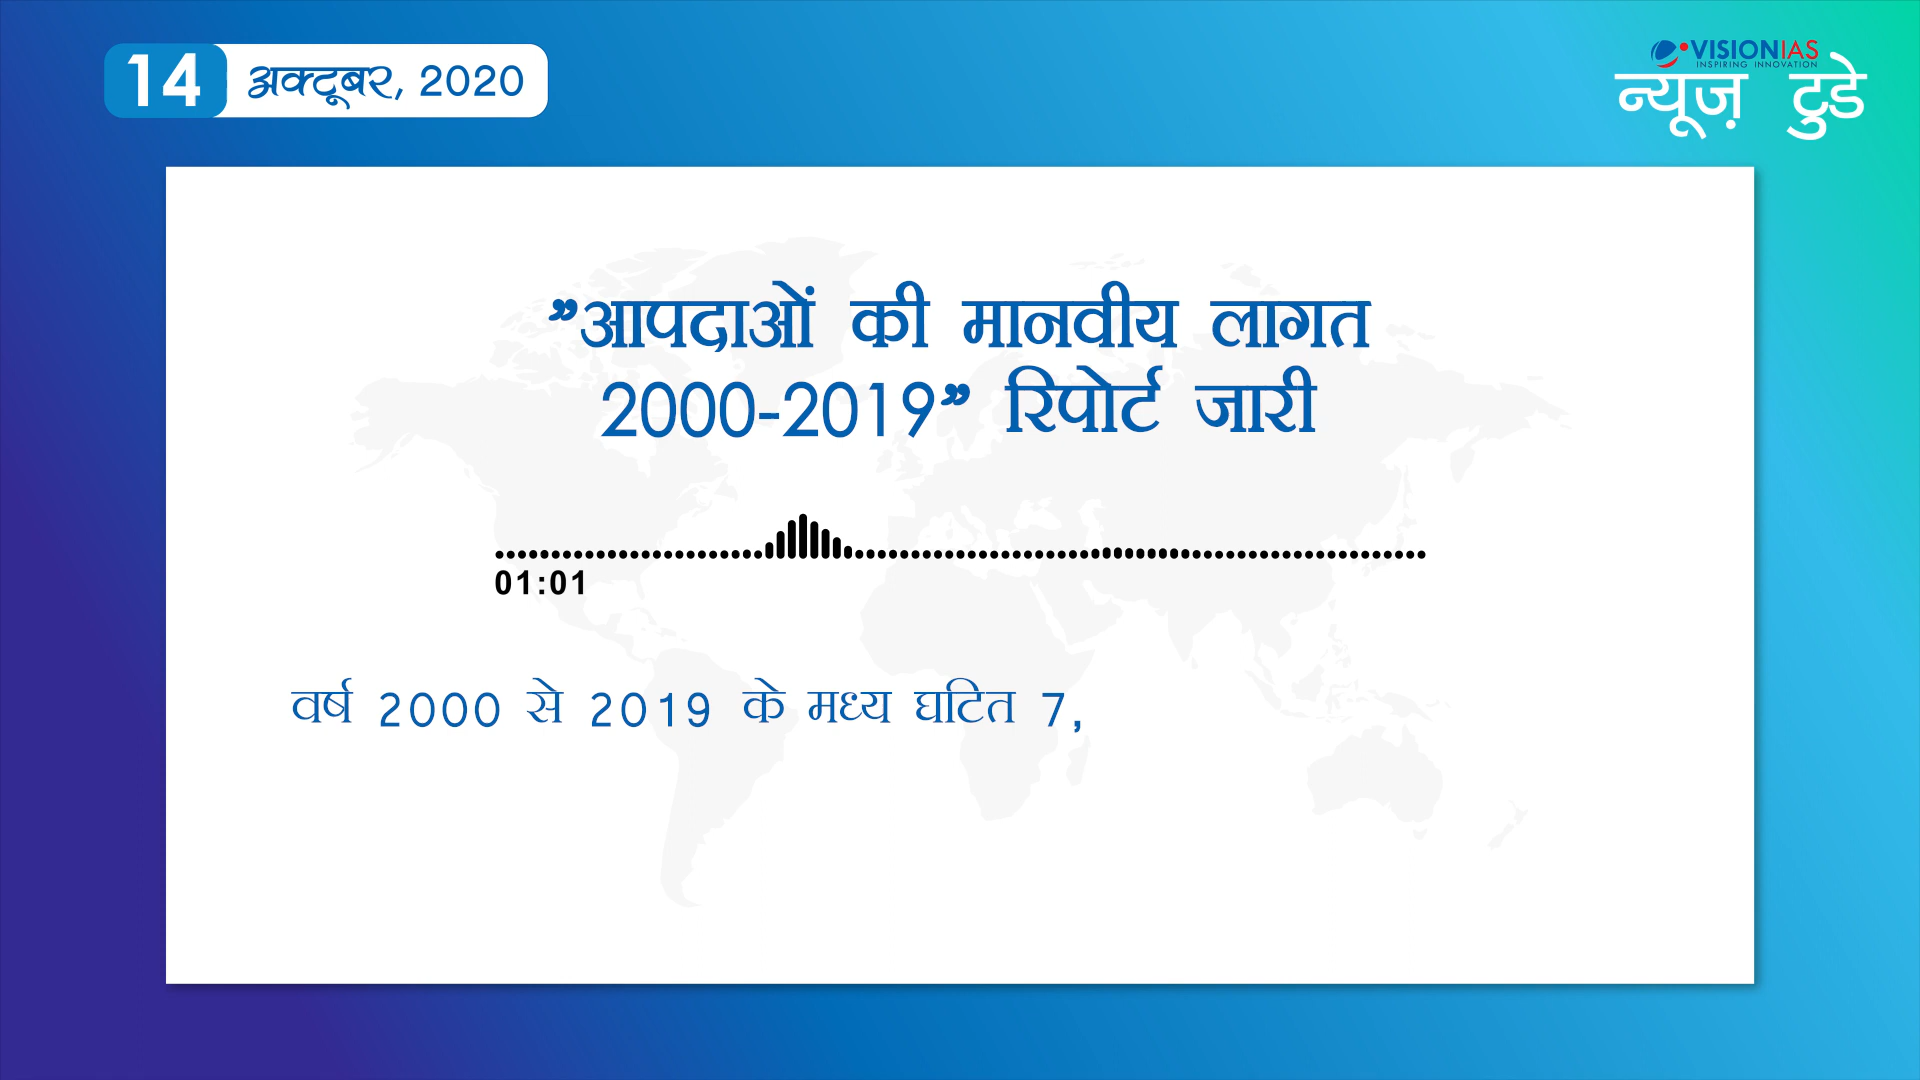 14 अक्टूबर, 2020
VISIONIAS
INSPIRING INNOVATION
न्यूज़ टुडे
”आपदाओं की मानवीय लागत
2000-2019” रिपोर्ट जारी
01:01
वर्ष 2000 से 2019 के मध्य घटित 7,